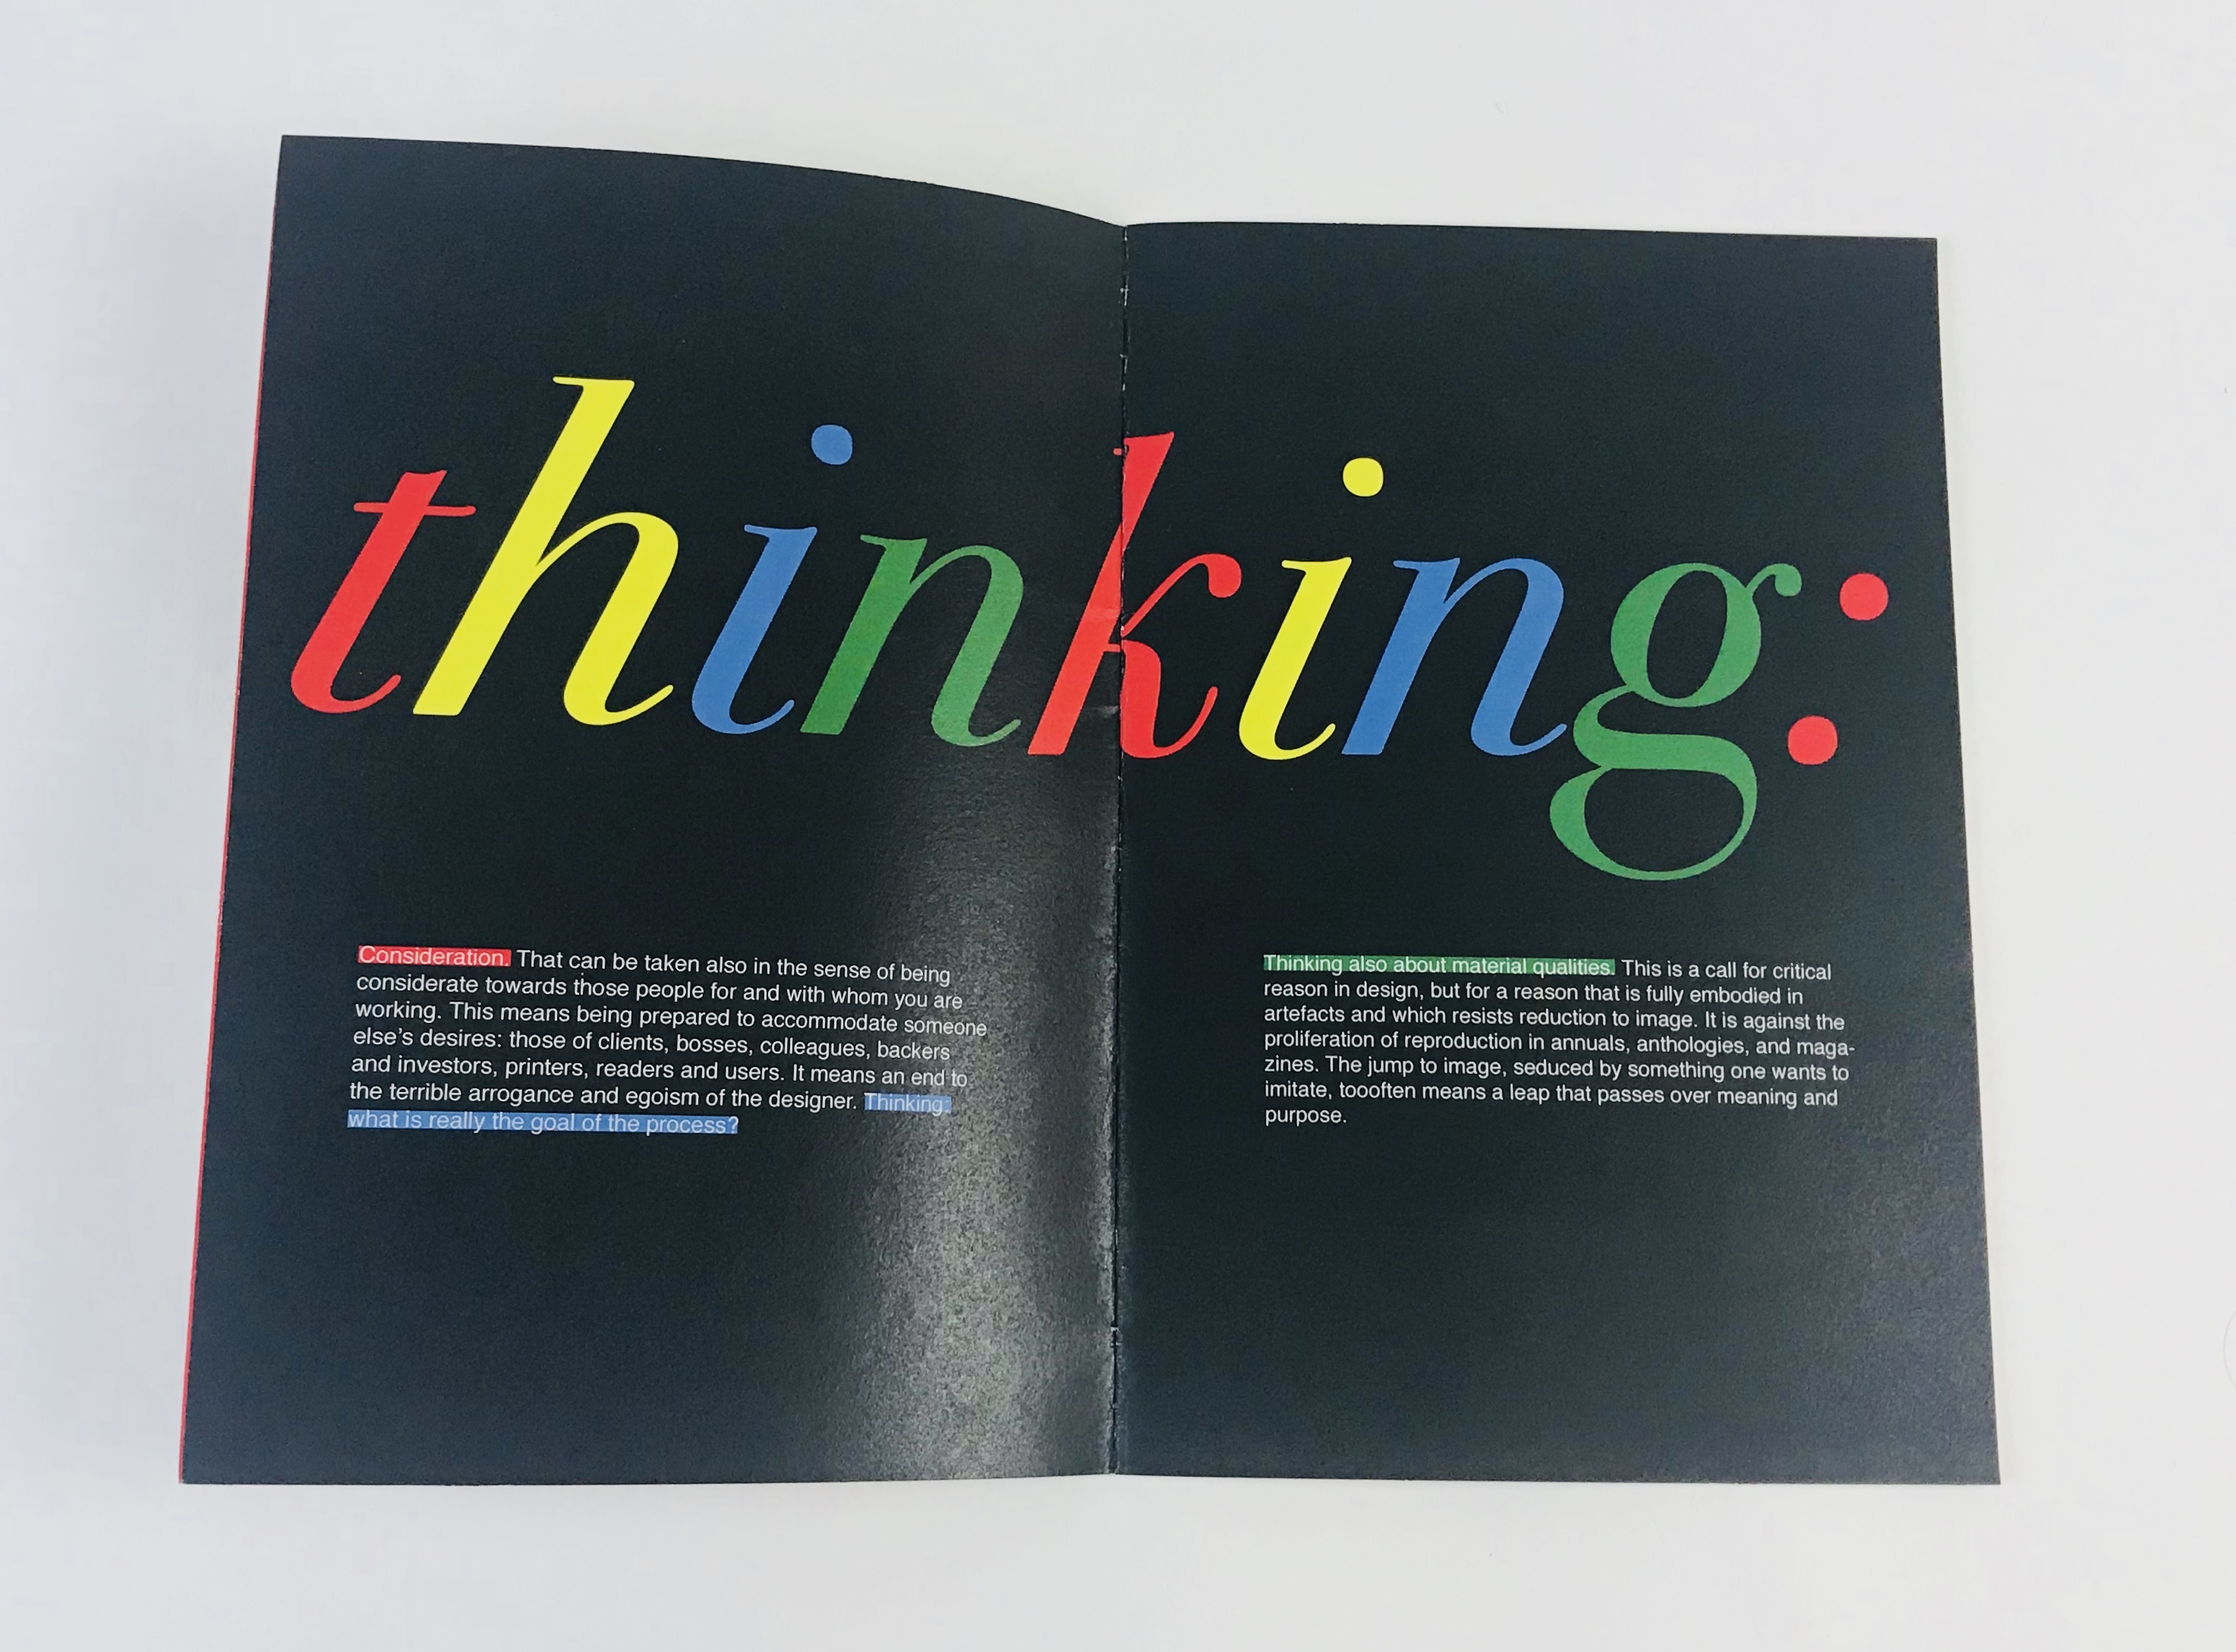 thinking:
Consideration. That can be taken also in the sense of being
considerate towards those people for and with whom you are
working. This means being prepared to accommodate someone
else's desires: those of clients, bosses, colleagues, backers
and investors, printers, readers and users. It means an end to
the terrible arrogance and egoism of the designer. Thinking:
what is really the goal of the process?
Thinking also about material qualities. This is a call for critical
reason in design, but for a reason that is fully embodied in
artefacts and which resists reduction to image. It is against the
proliferation of reproduction in annuals, anthologies, and maga-
zines. The jump to image, seduced by something one wants to
imitate, toooften means a leap that passes over meaning and
purpose.